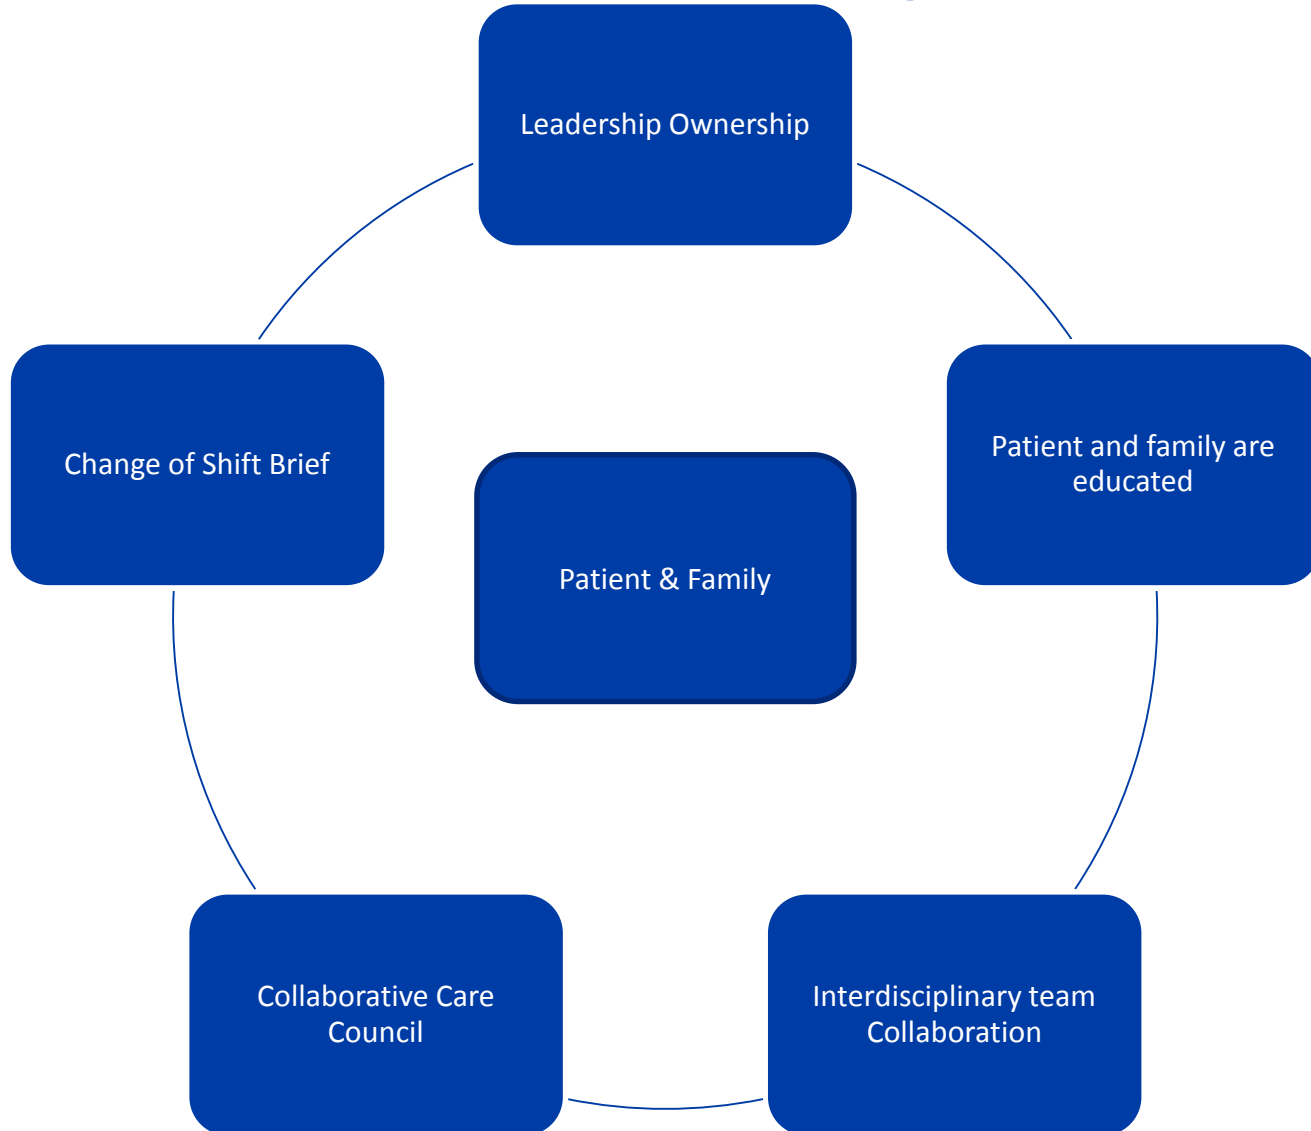 Leadership Ownership
Change of Shift Brief
Patient and family are
educated
Patient & Family
Collaborative Care
Council
Interdisciplinary team
Collaboration